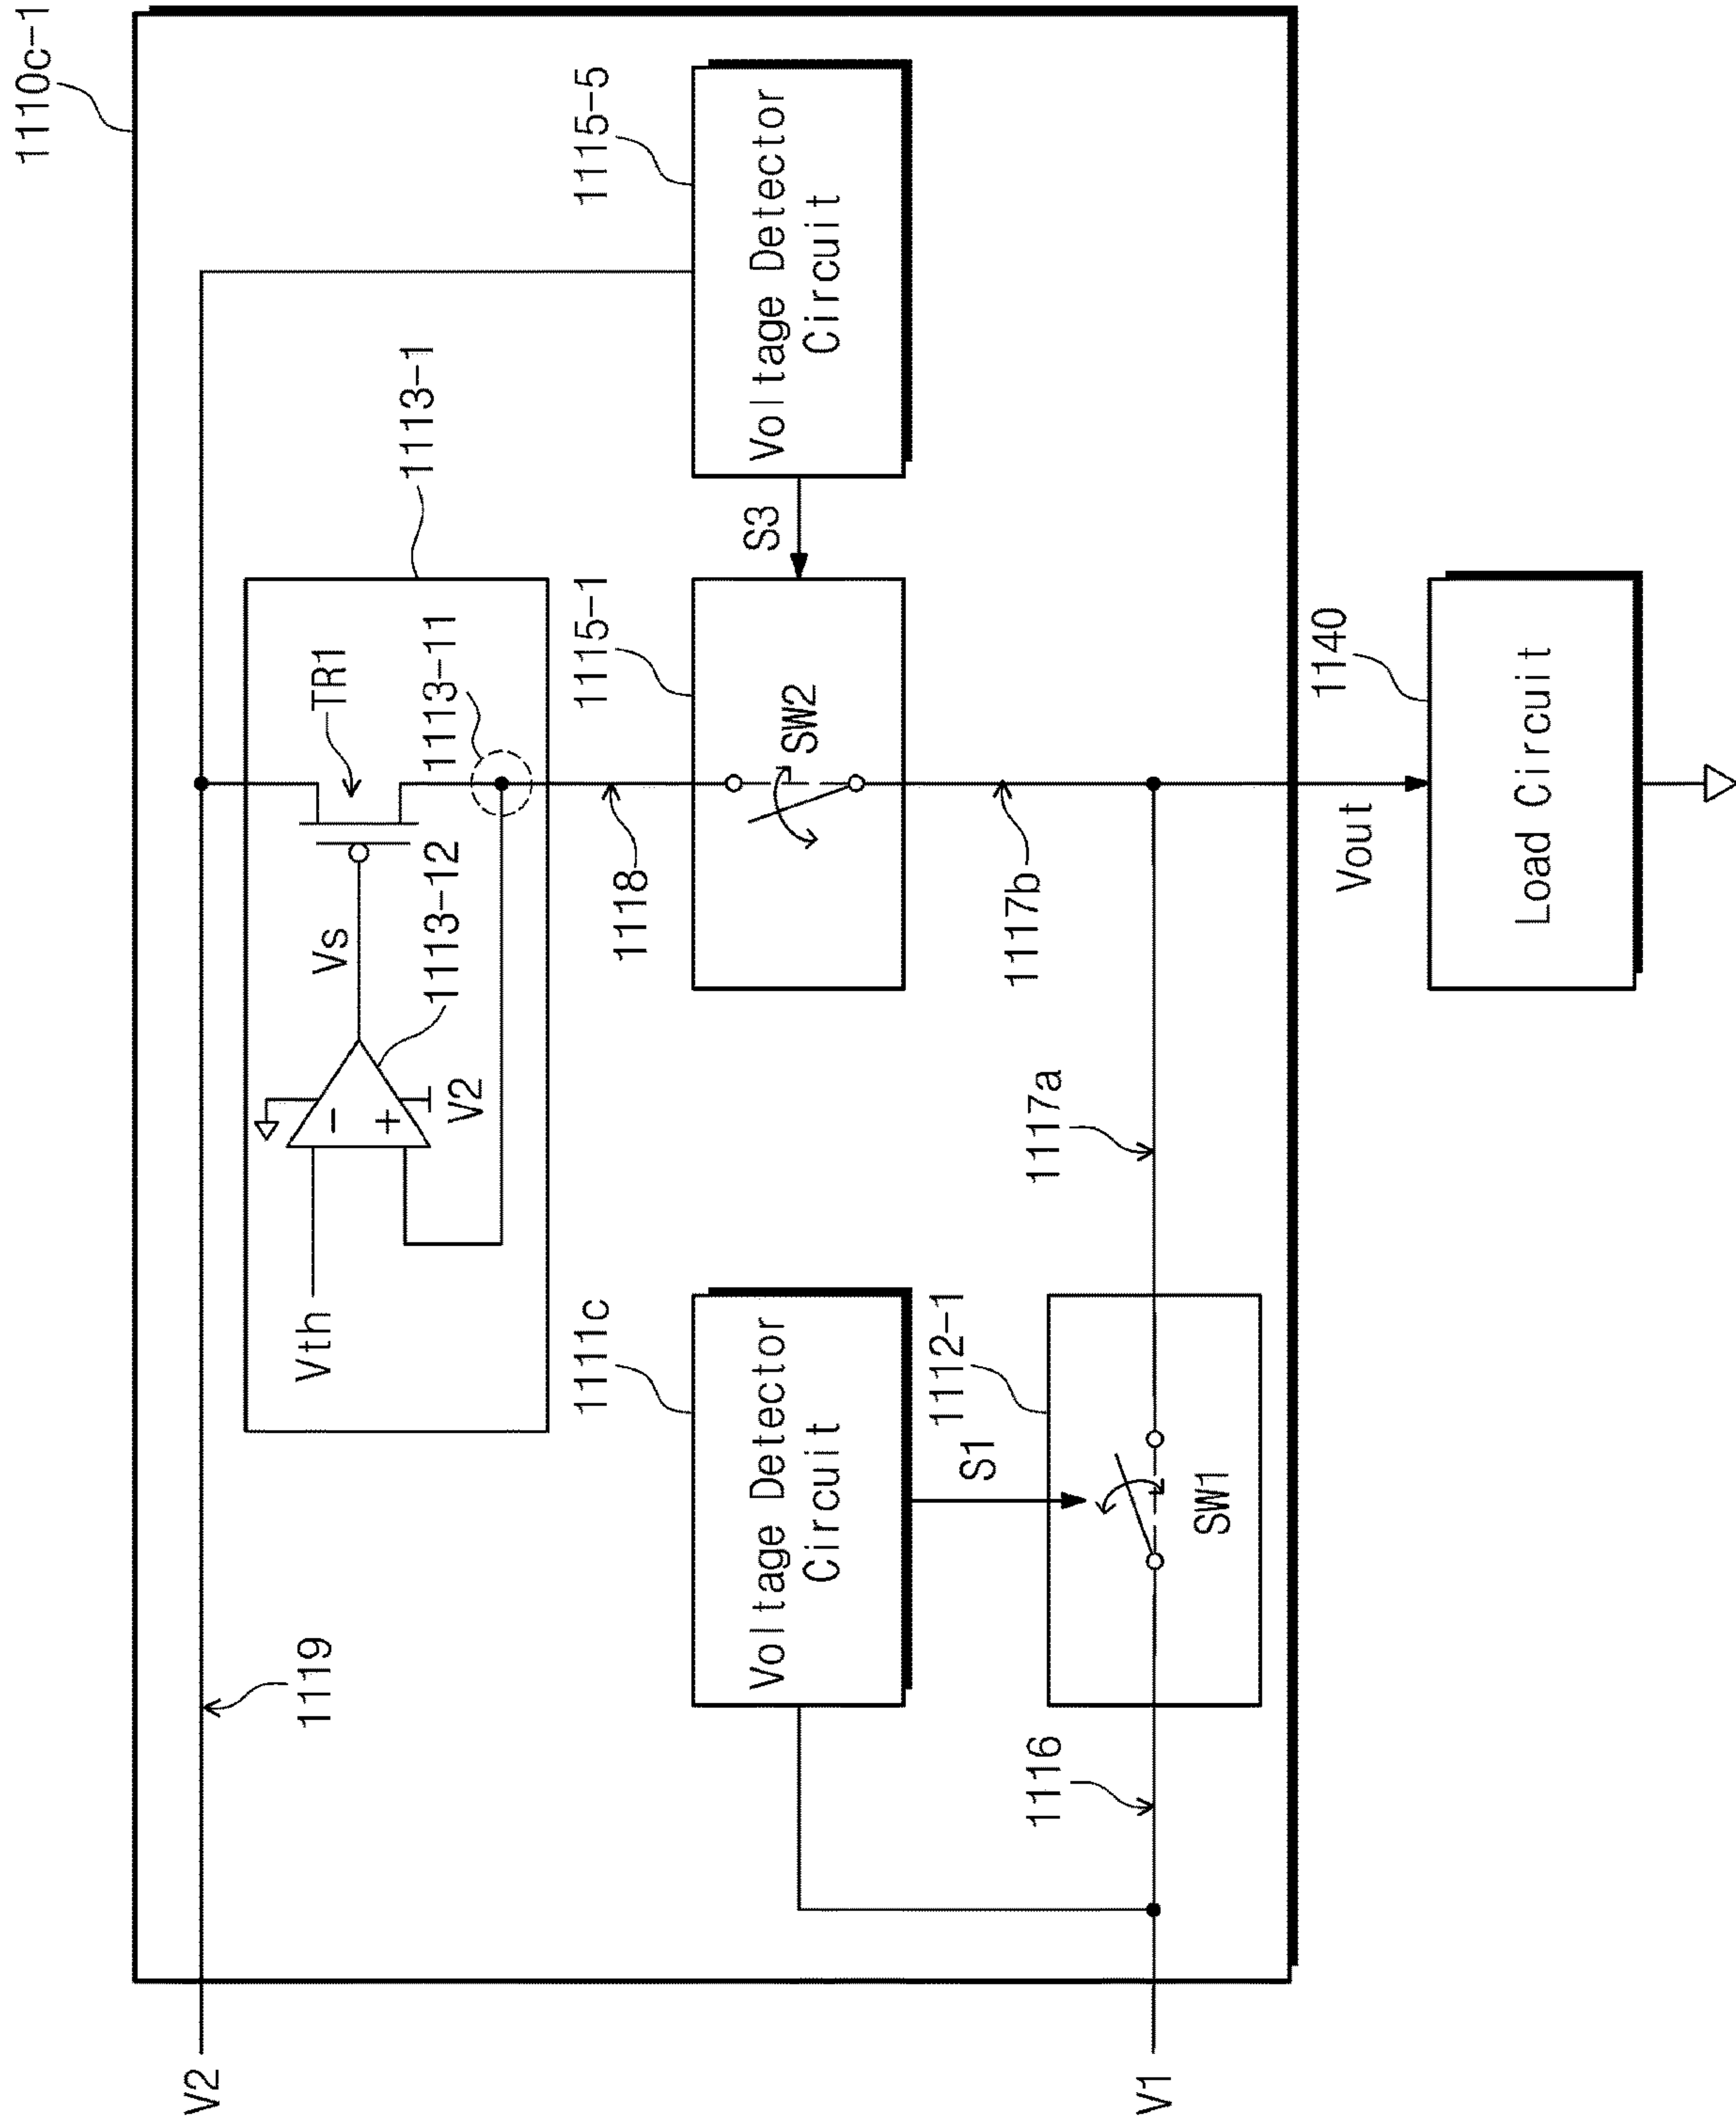 1110c-1
V2
1119
1113-1
Vth
Vs
TR1
1113-12
V2
-
+
1113-11
1111c
1115-1
1115-5
1118
Voltage Detector
Circuit
SW2
S3
Voltage Detector
Circuit
S1
1112-1
1117b
1116
1117a
SW1
V1
Vout
1140
Load Circuit